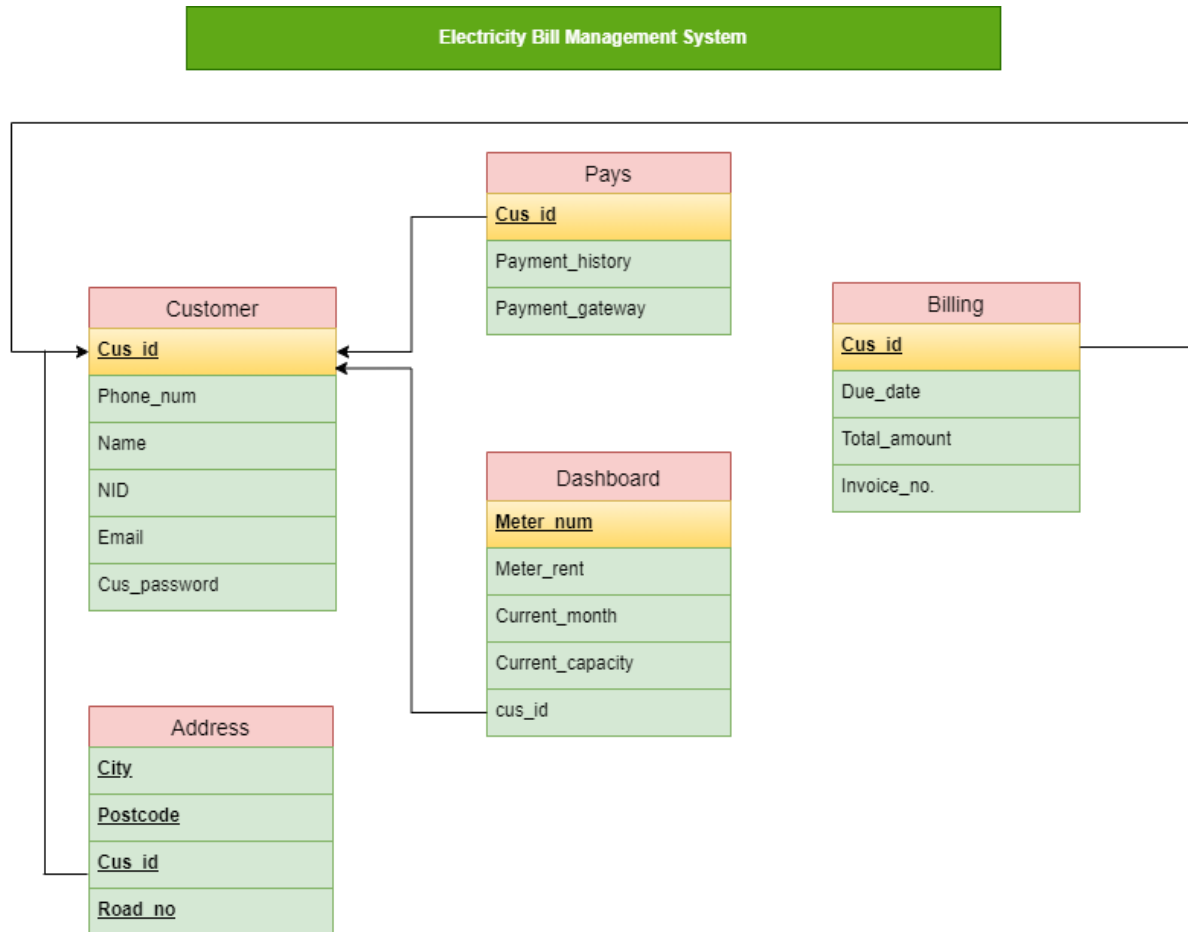 Electricity Bill Management System
Pays
Cus_id
Payment_history
Payment_gateway
Customer
Cus_id
Phone_num
Name
NID
Email
Cus_password
Billing
Cus_id
Due_date
Total_amount
Invoice_no.
Dashboard
Meter_num
Meter_rent
Current_month
Current_capacity
cus_id
Address
City
Postcode
Cus_id
Road_no